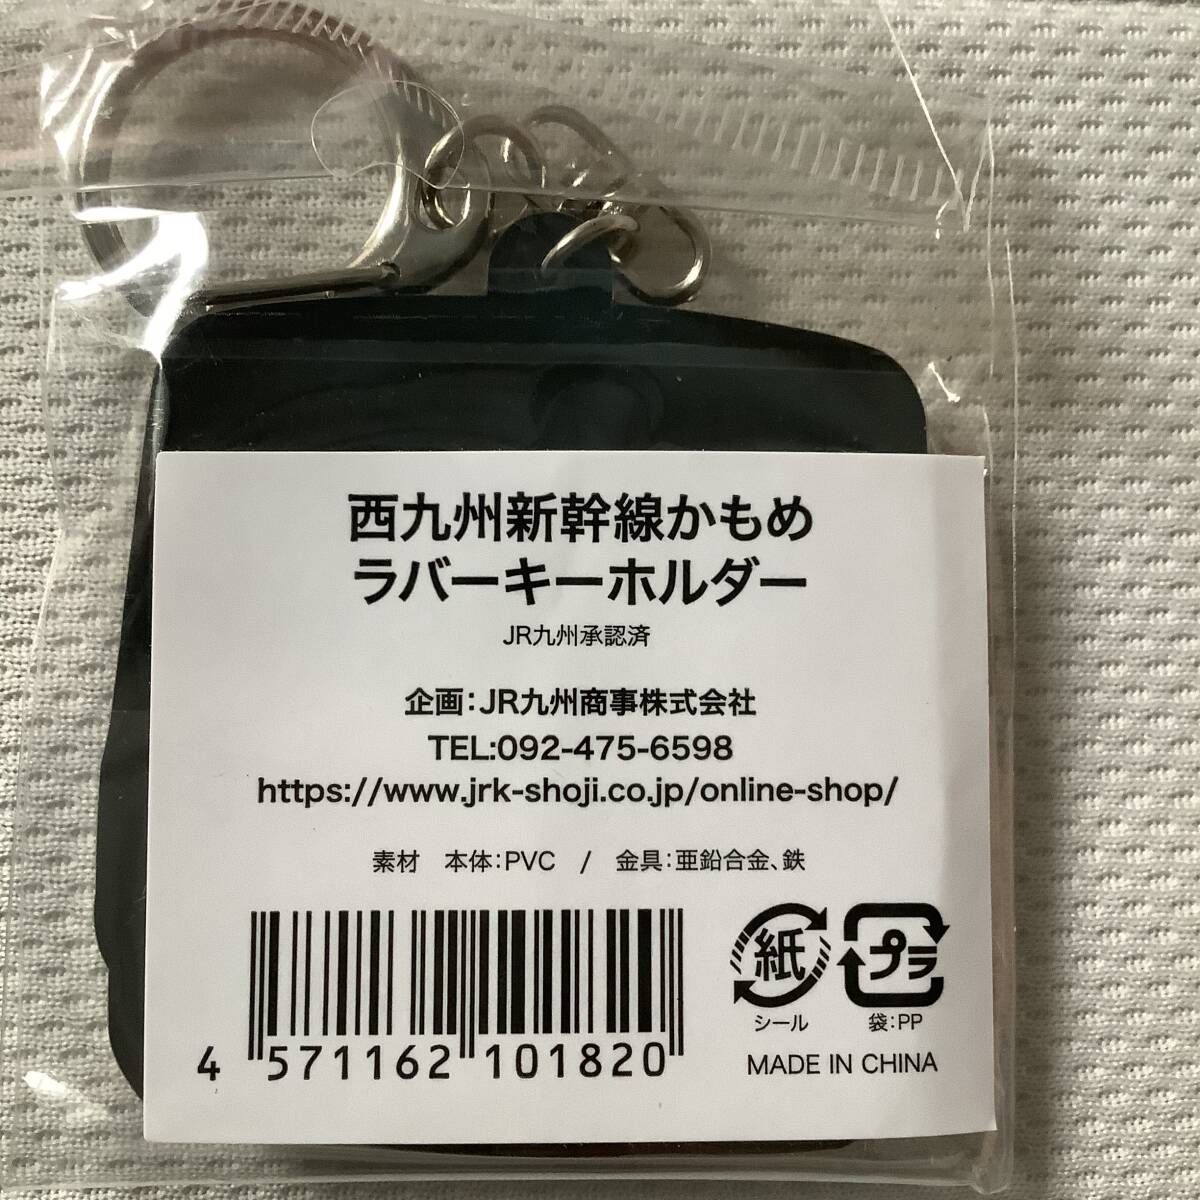 西九州新幹線かもめ
ラバーキーホルダー
JR九州承認済
企画:JR九州商事株式会社
TEL:092-475-6598
https://www.jrk-shoji.co.jp/online-shop/
素材 本体:PVC / 金具:亜鉛合金、鉄
紙 プラ
シール 袋:PP
4 571162 101820
MADE IN CHINA